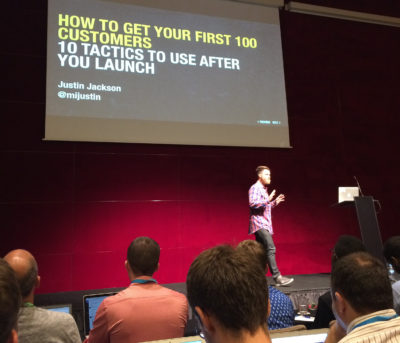 HOW TO GET YOUR FIRST 100
CUSTOMERS
10 TACTICS TO USE AFTER
YOU LAUNCH
Justin Jackson
@mijustin